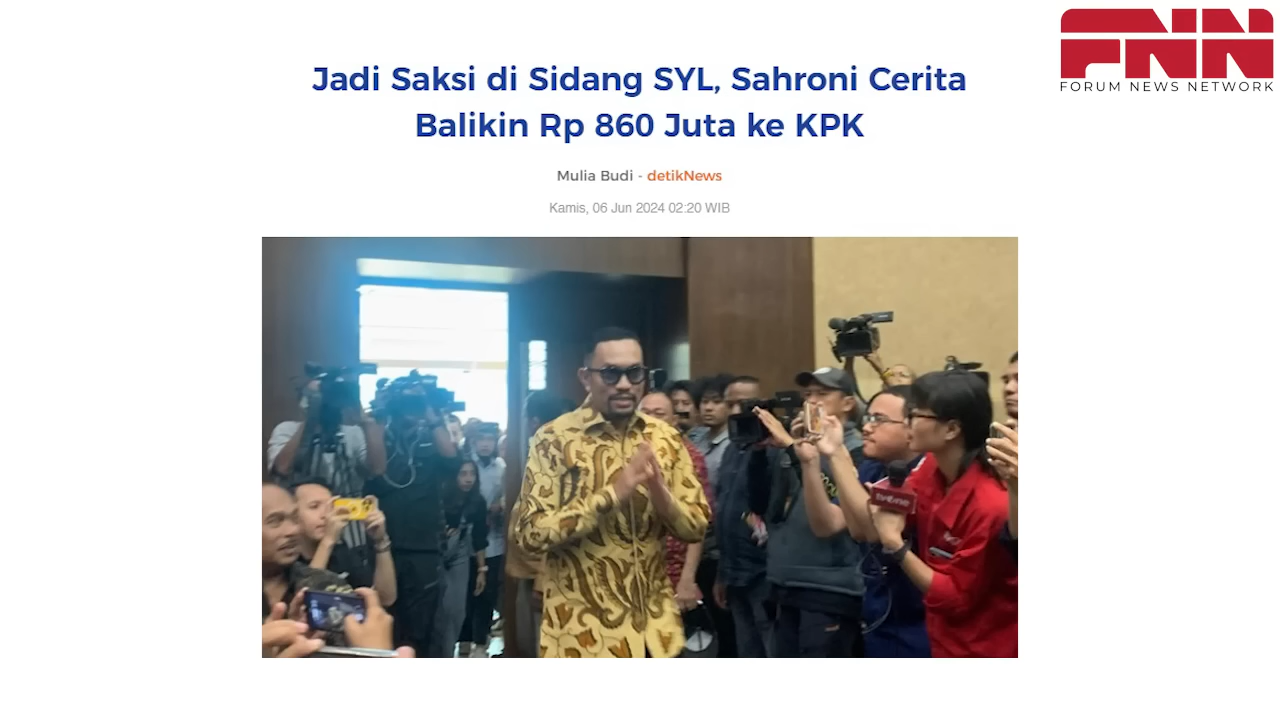 FNN
FORUM NEWS NETWORK
Jadi Saksi di Sidang SYL, Sahroni Cerita
Balikin Rp 860 Juta ke KPK
Mulia Budi - detikNews
Kamis, 06 Jun 2024 02:20 WIB
tvOne